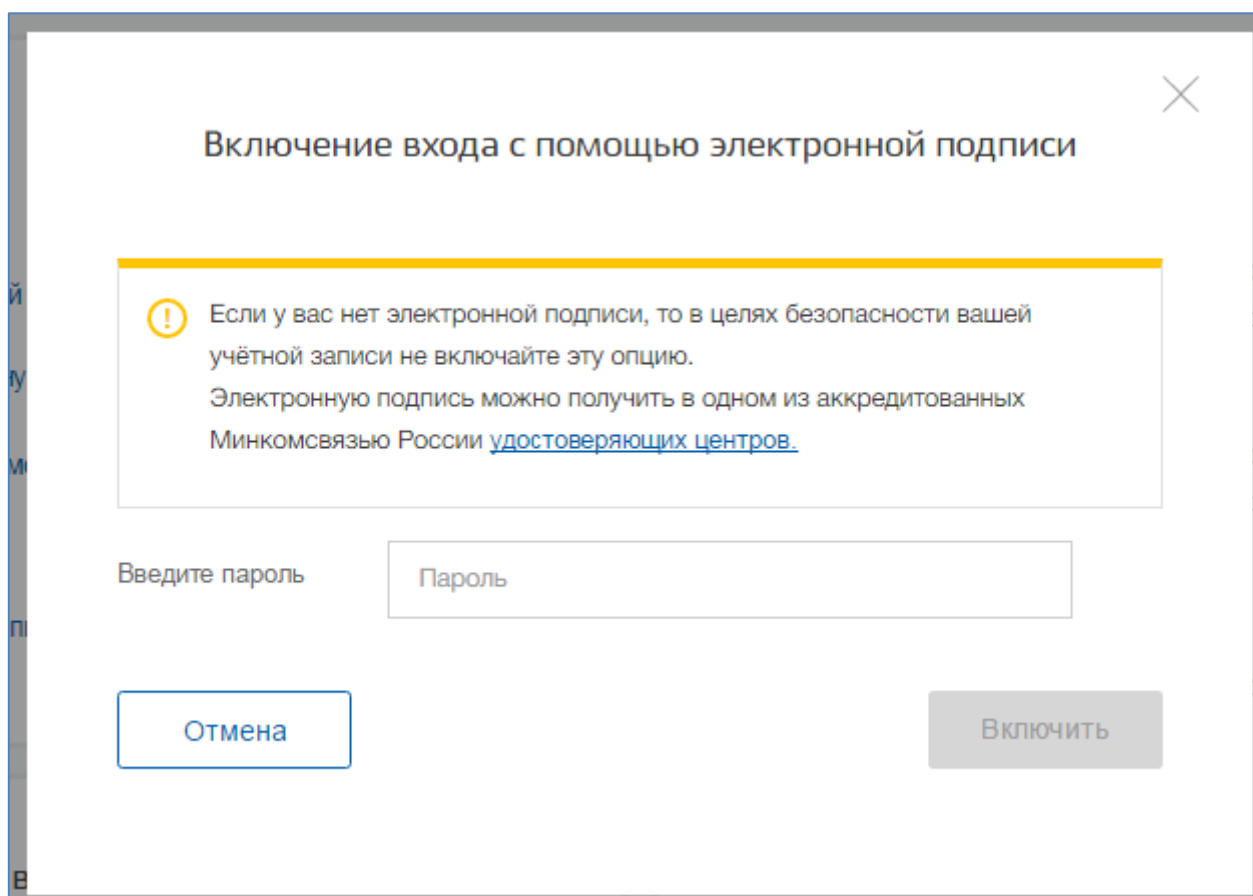 Включение входа с помощью электронной подписи
Если у вас нет электронной подписи, то в целях безопасности вашей
учётной записи не включайте эту опцию.
Электронную подпись можно получить в одном из аккредитованных
Минкомсвязью России удостоверяющих центров.
Введите пароль
Пароль
Отмена
Включить